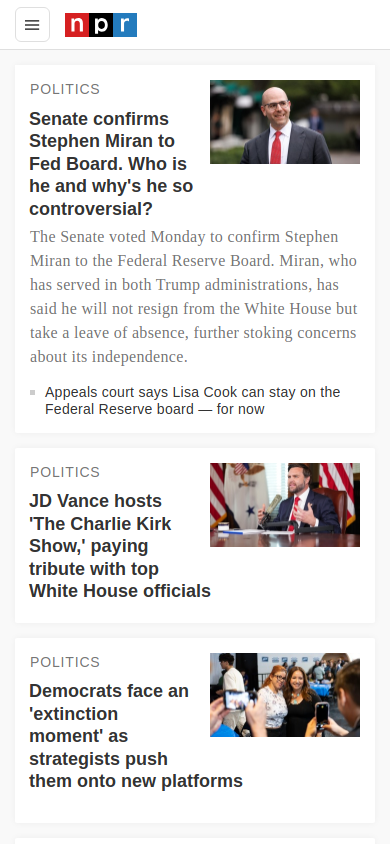 npr
POLITICS
Senate confirms
Stephen Miran to
Fed Board. Who is
he and why's he so
controversial?
The Senate voted Monday to confirm Stephen
Miran to the Federal Reserve Board. Miran, who
has served in both Trump administrations, has
said he will not resign from the White House but
take a leave of absence, further stoking concerns
about its independence.
Appeals court says Lisa Cook can stay on the
Federal Reserve board — for now
POLITICS
JD Vance hosts
'The Charlie Kirk
Show,' paying
tribute with top
White House officials
POLITICS
Democrats face an
'extinction
moment' as
strategists push
them onto new platforms